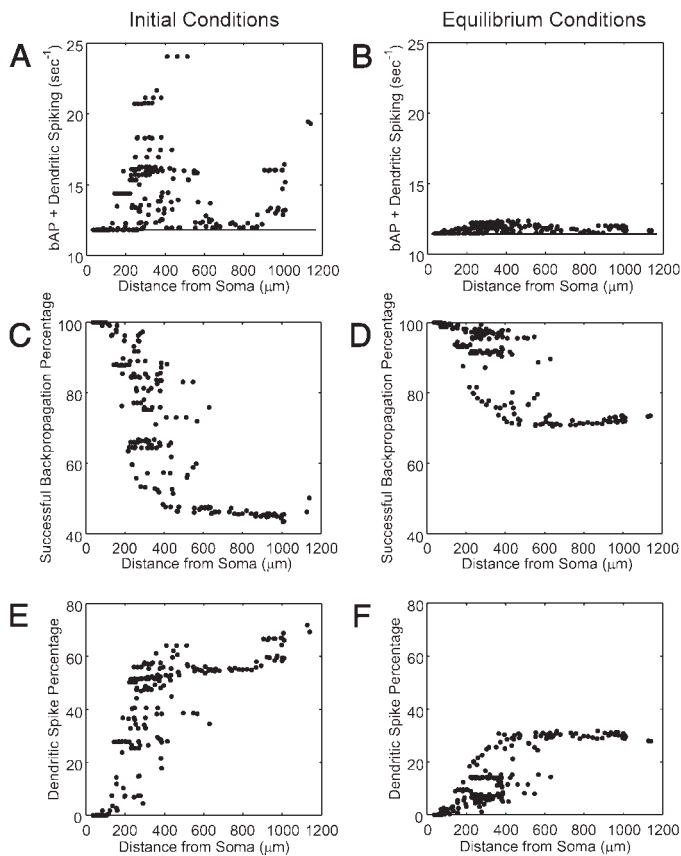 Initial Conditions
Equilibrium Conditions
A
bAP + Dendritic Spiking (sec⁻¹)
25
20
15
10
0 200 400 600 800 1000 1200
Distance from Soma (μm)
B
bAP + Dendritic Spiking (sec⁻¹)
25
20
15
10
0 200 400 600 800 1000 1200
Distance from Soma (μm)
C
Successful Backpropagation Percentage
100
80
60
40
0 200 400 600 800 1000 1200
Distance from Soma (μm)
D
Successful Backpropagation Percentage
100
80
60
40
0 200 400 600 800 1000 1200
Distance from Soma (μm)
E
Dendritic Spike Percentage
80
60
40
20
0
0 200 400 600 800 1000 1200
Distance from Soma (μm)
F
Dendritic Spike Percentage
80
60
40
20
0
0 200 400 600 800 1000 1200
Distance from Soma (μm)